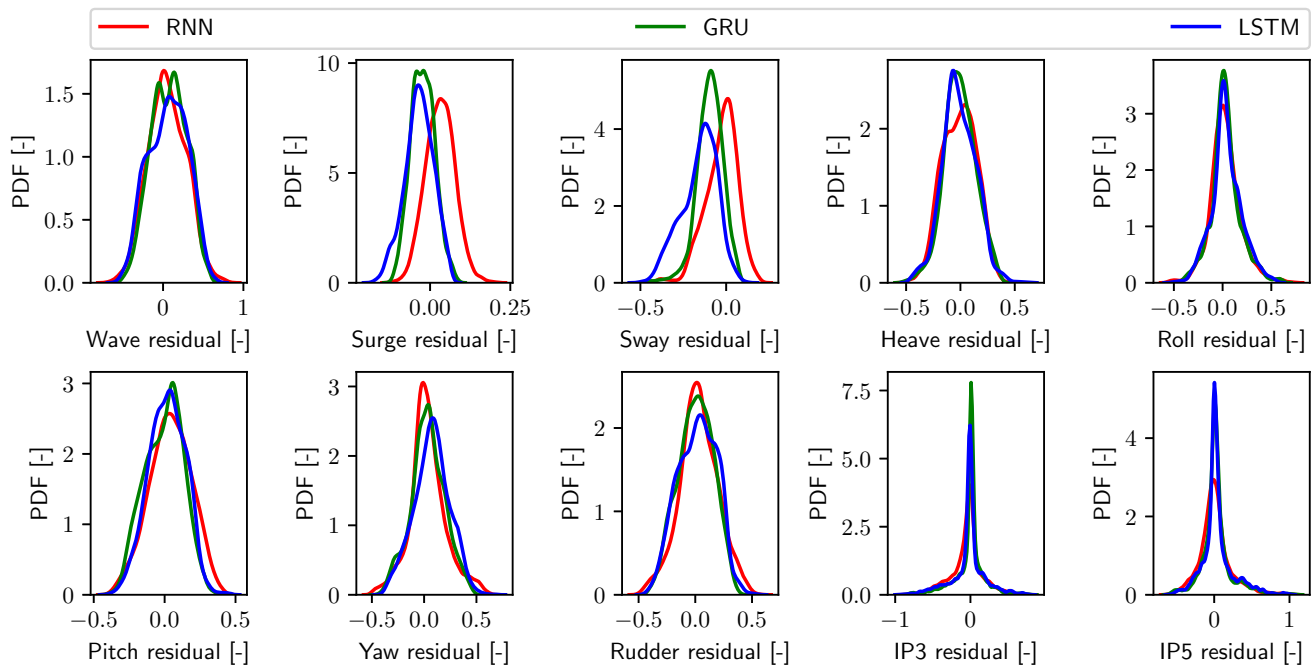 RNN GRU LSTM
PDF [-] 0.0 0.5 1.0 1.5
0 1
Wave residual [-]
PDF [-] 0 5 10
0.00 0.25
Surge residual [-]
PDF [-] 0 2 4
−0.5 0.0
Sway residual [-]
PDF [-] 0 1 2
−0.5 0.0 0.5
Heave residual [-]
PDF [-] 0 1 2 3
−0.5 0.0 0.5
Roll residual [-]
PDF [-] 0 1 2 3
−0.5 0.0 0.5
Pitch residual [-]
PDF [-] 0 1 2 3
−0.5 0.0 0.5
Yaw residual [-]
PDF [-] 0 1 2
−0.5 0.0 0.5
Rudder residual [-]
PDF [-] 0.0 2.5 5.0 7.5
−1 0
IP3 residual [-]
PDF [-] 0 2 4
0 1
IP5 residual [-]